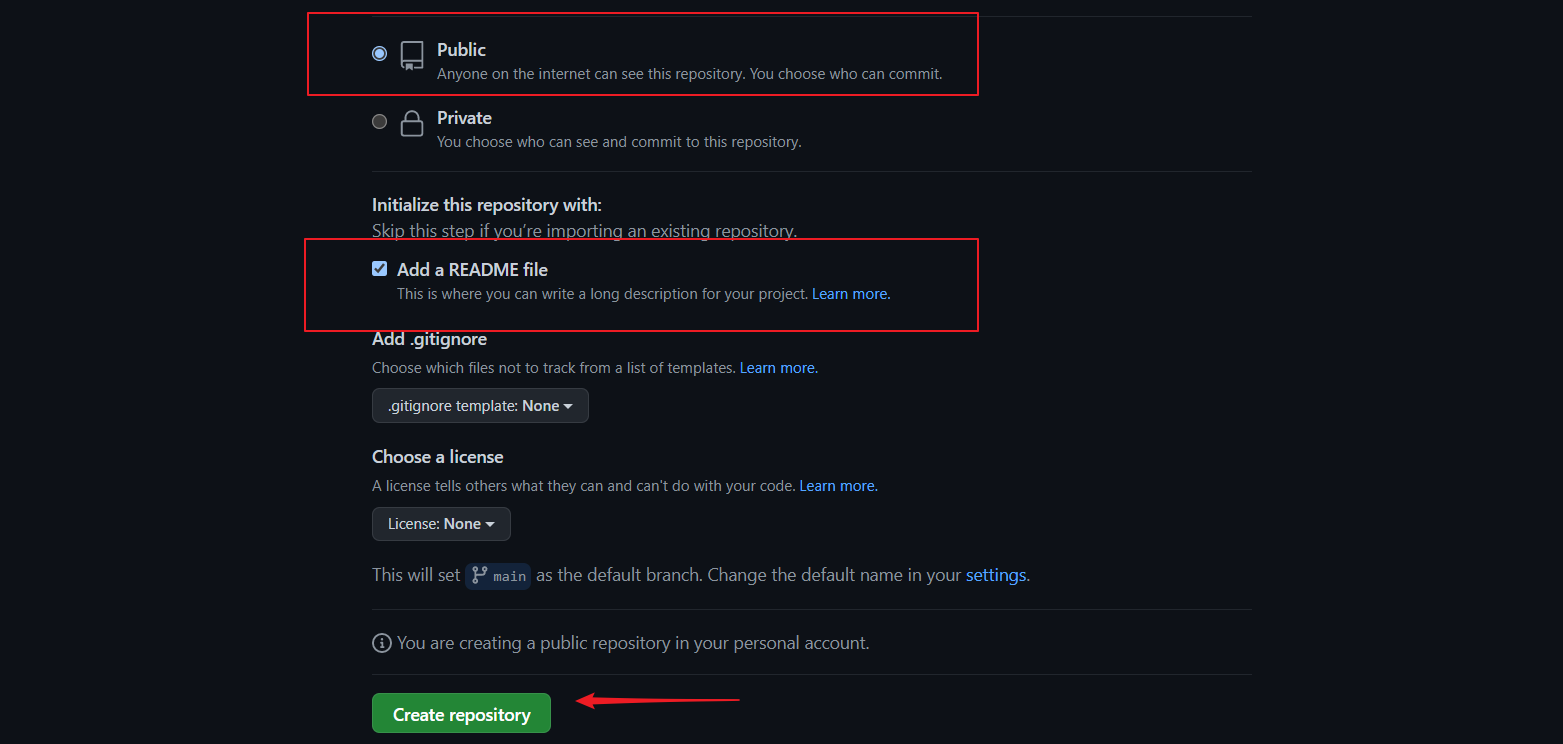 Public
Anyone on the internet can see this repository. You choose who can commit.
Private
You choose who can see and commit to this repository.
Initialize this repository with:
Skip this step if you’re importing an existing repository.
Add a README file
This is where you can write a long description for your project. Learn more.
Add .gitignore
Choose which files not to track from a list of templates. Learn more.
.gitignore template: None
Choose a license
A license tells others what they can and can't do with your code. Learn more.
License: None
This will set main as the default branch. Change the default name in your settings.
You are creating a public repository in your personal account.
Create repository